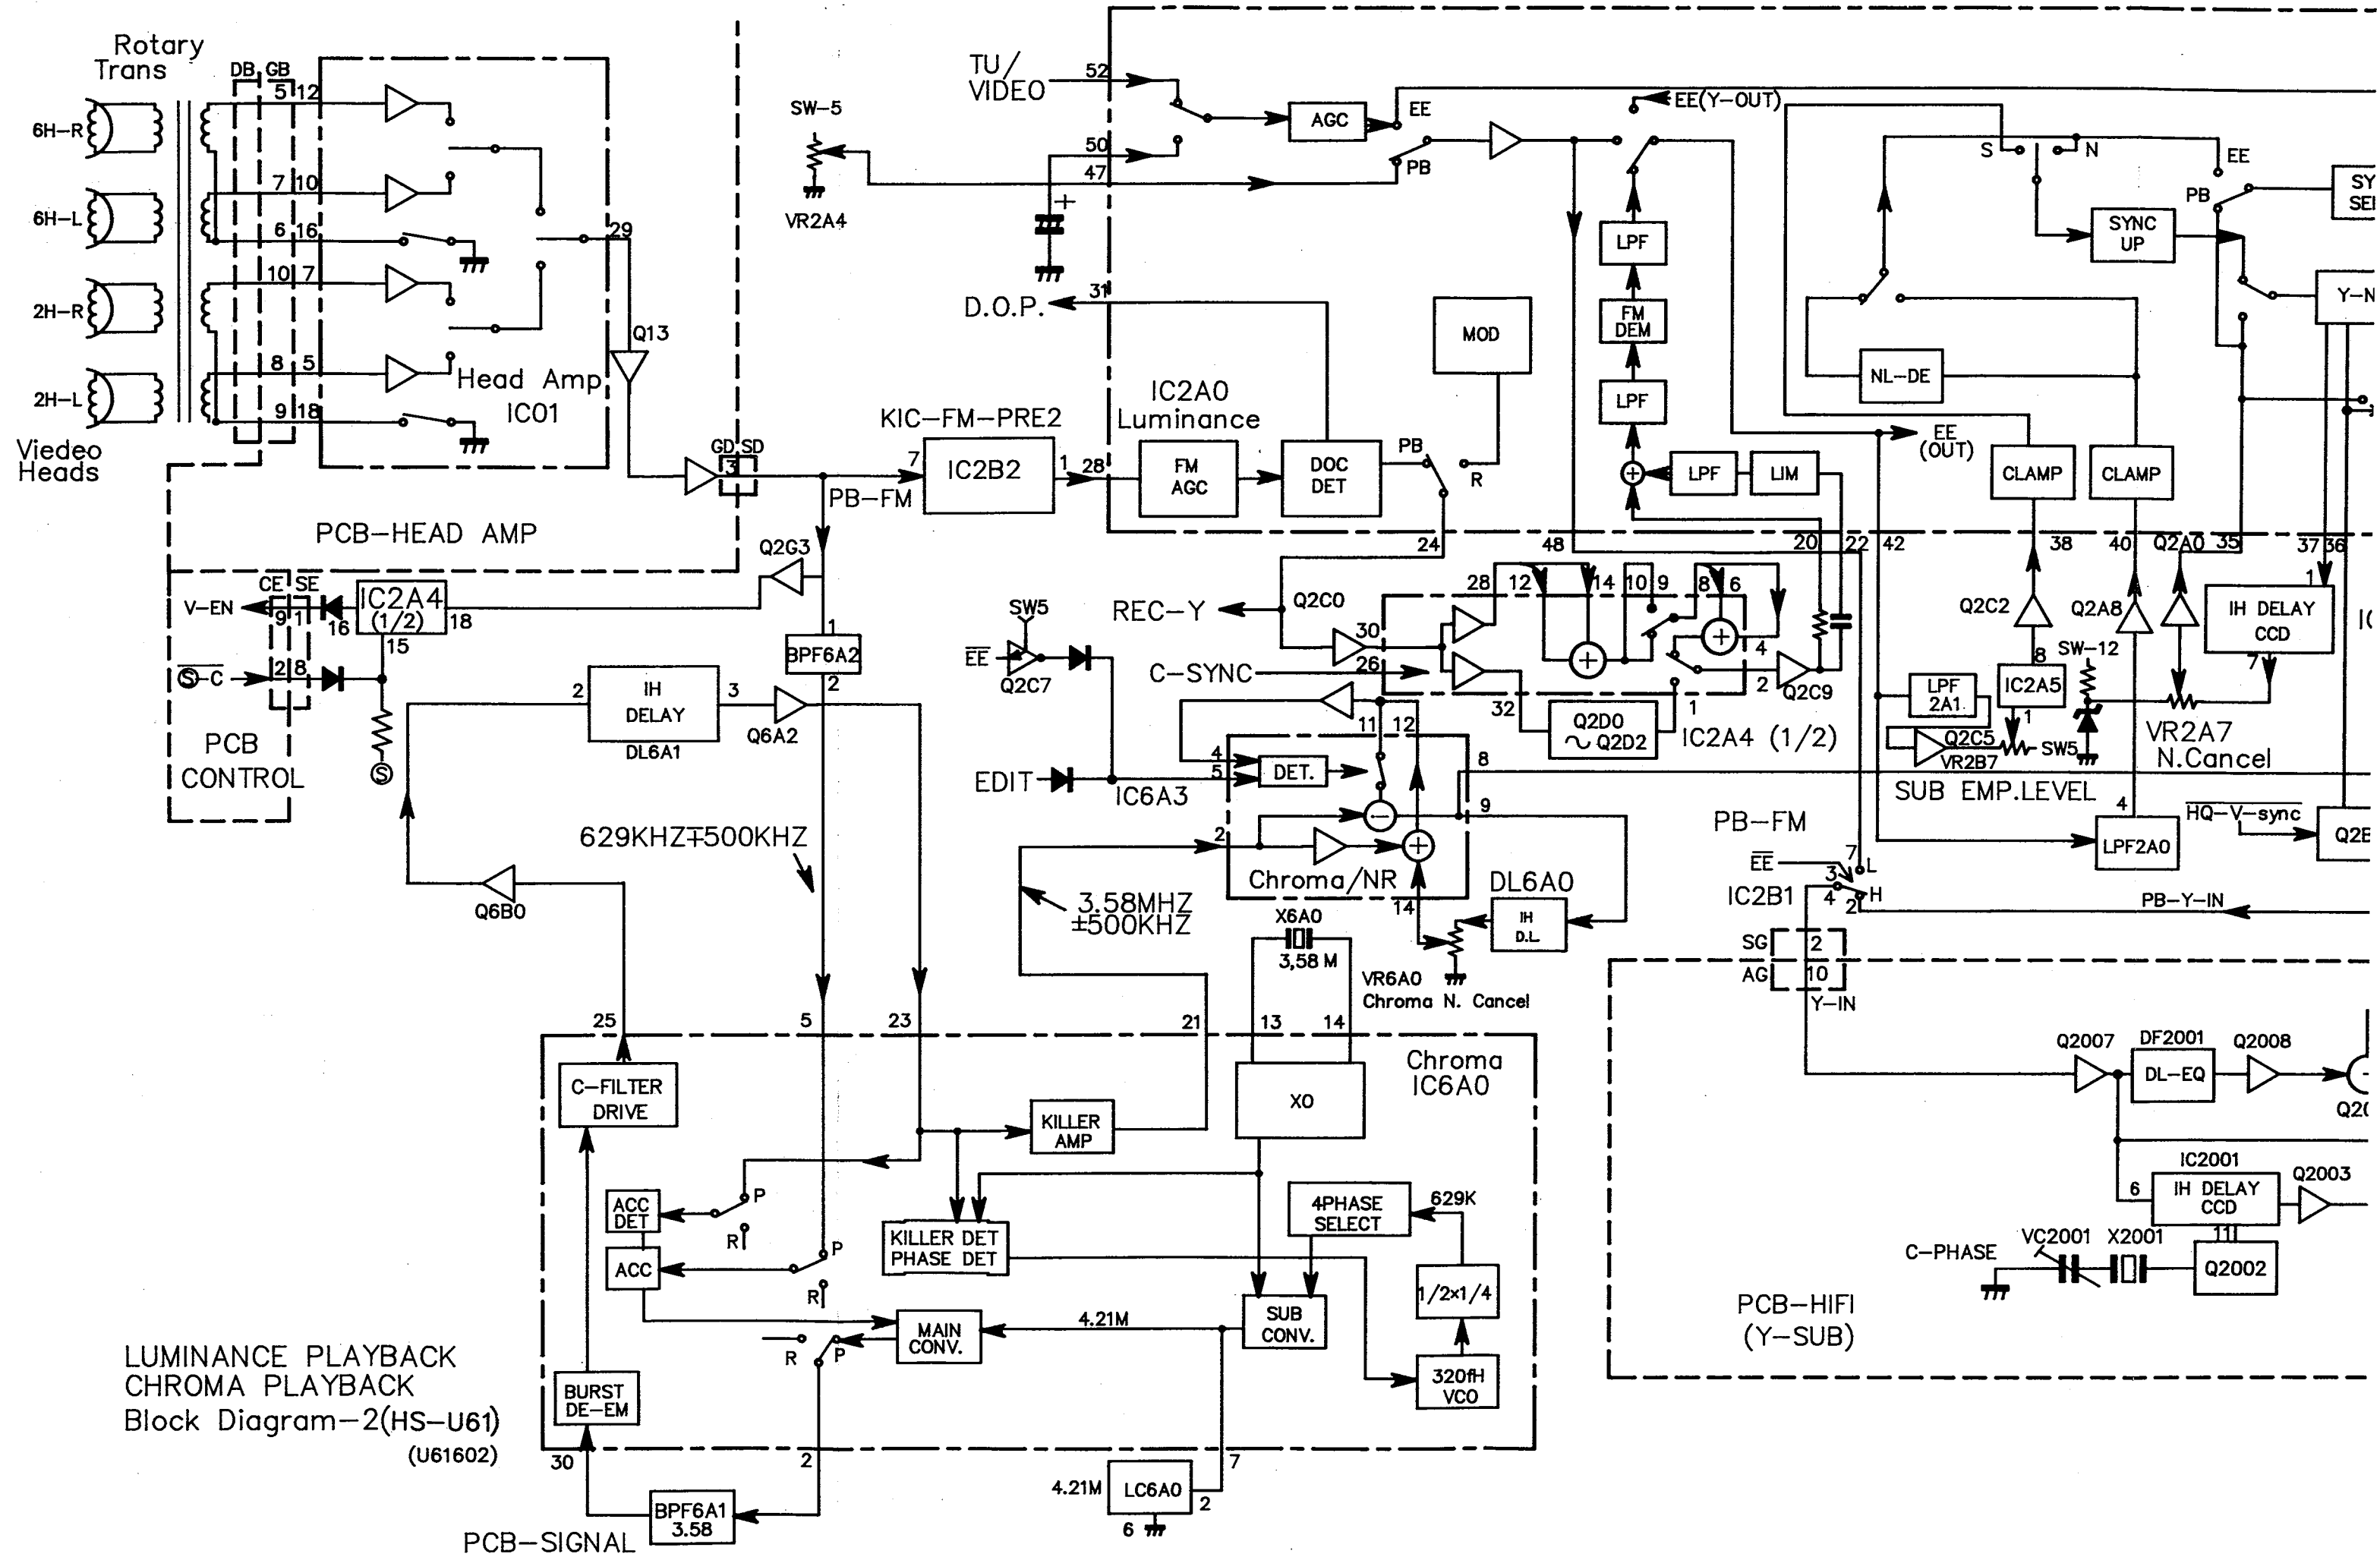 Rotary
Trans
DB GB
6H-R
6H-L
2H-R
2H-L
Viedeo
Heads
5 12
7 10
6 16
10 7
8 5
9 18
Head Amp
IC01
29
Q13
GD SD
3
PCB-HEAD AMP
SW-5
VR2A4
TU/
VIDEO
52
50
47
+
AGC
EE
PB
EE(Y-OUT)
LPF
FM
DEM
LPF
MOD
D.O.P.
31
IC2A0
Luminance
KIC-FM-PRE2
7
IC2B2
1
28
PB-FM
FM
AGC
DOC
DET
PB
R
LPF
LIM
+
S
N
EE
PB
SYNC
UP
NL-DE
EE
(OUT)
CLAMP
CLAMP
24
48
20
22
42
38
40
Q2A0
35
37
36
V-EN
CE SE
9 1
16
IC2A4
(1/2)
18
15
Q2G3
S-C
2 8
S
PCB
CONTROL
1
BPF6A2
2
2
IH
DELAY
3
DL6A1
Q6A2
629KHZ∓500KHZ
Q6B0
REC-Y
Q2C0
30
C-SYNC
26
28
12
14
10
9
8
6
4
+
+
2
Q2C9
32
Q2D0
~ Q2D2
1
IC2A4 (1/2)
SW5
EE
Q2C7
EDIT
IC6A3
4
5
DET.
11
12
8
9
2
-
+
Chroma/NR
14
3.58MHZ
±500KHZ
DL6A0
IH
D.L.
VR6A0
Chroma N. Cancel
X6A0
3,58 M
Q2C2
8
IC2A5
1
Q2A8
LPF
2A1
Q2C5
VR2B7
SW5
SUB EMP.LEVEL
SW-12
1
IH DELAY
CCD
7
VR2A7
N.Cancel
4
LPF2A0
HQ-V-sync
PB-FM
EE
7
L
3
4
H
2
IC2B1
PB-Y-IN
SG
2
AG
10
Y-IN
Q2007
DF2001
DL-EQ
Q2008
IC2001
6
IH DELAY
CCD
Q2003
11
C-PHASE
VC2001
X2001
Q2002
PCB-HIFI
(Y-SUB)
25
5
23
21
13
14
C-FILTER
DRIVE
Chroma
IC6A0
XO
KILLER
AMP
ACC
DET
P
R
ACC
P
R
KILLER DET
PHASE DET
4PHASE
SELECT
629K
1/2×1/4
320fH
VCO
SUB
CONV.
4.21M
MAIN
CONV.
R
P
BURST
DE-EM
30
2
7
4.21M
LC6A0
2
6
BPF6A1
3.58
PCB-SIGNAL
LUMINANCE PLAYBACK
CHROMA PLAYBACK
Block Diagram-2(HS-U61)
(U61602)